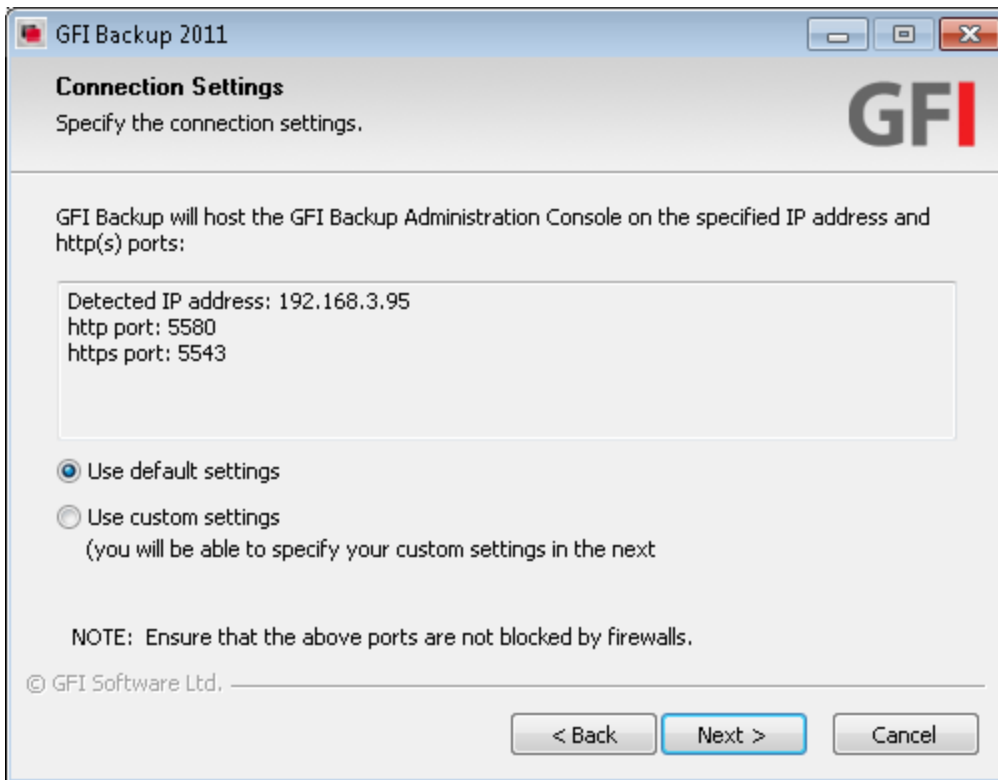 GFI Backup 2011
Connection Settings
Specify the connection settings.
GFI
GFI Backup will host the GFI Backup Administration Console on the specified IP address and
http(s) ports:
Detected IP address: 192.168.3.95
http port: 5580
https port: 5543
Use default settings
Use custom settings
(you will be able to specify your custom settings in the next
NOTE: Ensure that the above ports are not blocked by firewalls.
© GFI Software Ltd.
< Back
Next >
Cancel